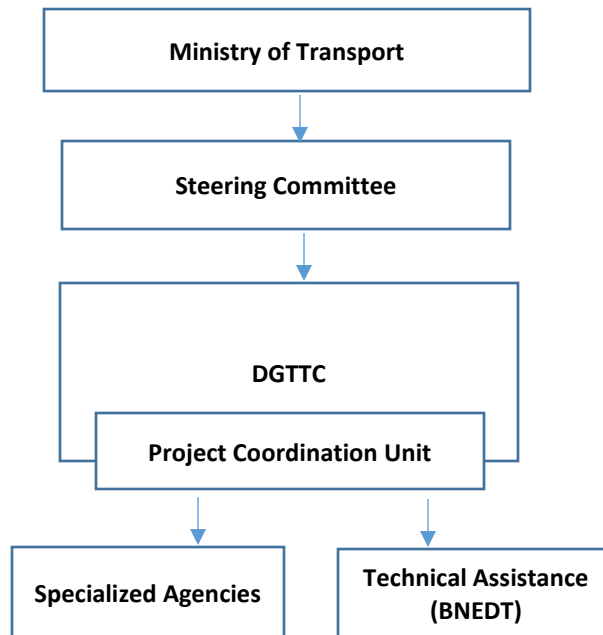 Ministry of Transport
Steering Committee
DGTTC
Project Coordination Unit
Specialized Agencies
Technical Assistance
(BNEDT)